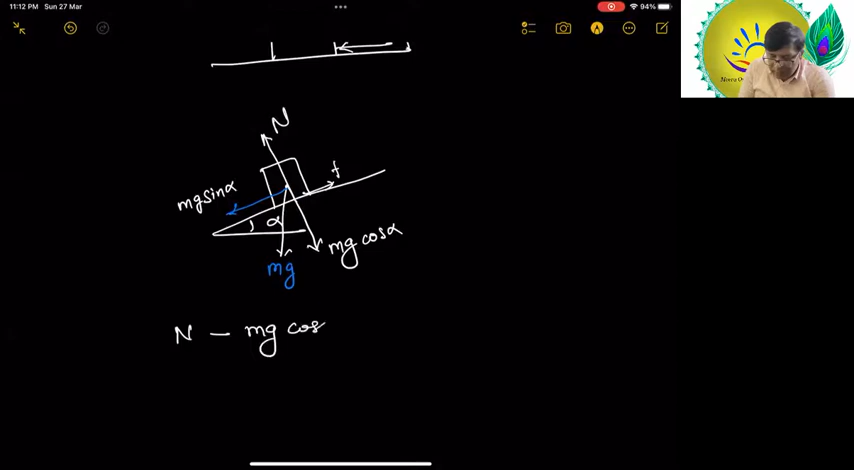 11:12 PM Sun 27 Mar
94%
N
f
mg sinα
α
mg cosα
mg
N - mg cos